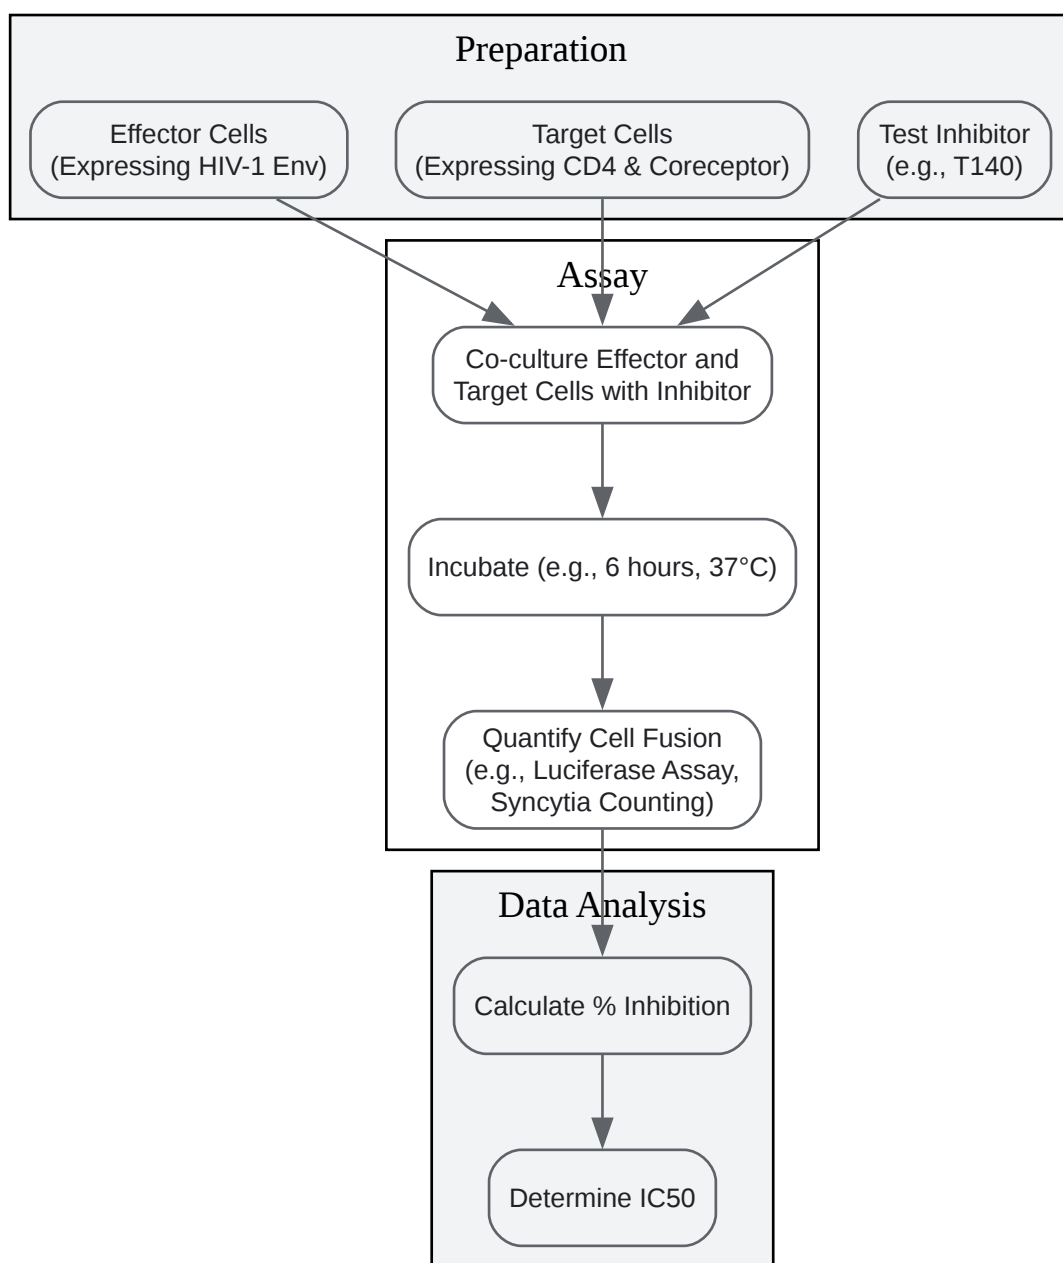 Preparation
Effector Cells
(Expressing HIV-1 Env)
Target Cells
(Expressing CD4 & Coreceptor)
Test Inhibitor
(e.g., T140)
Assay
Co-culture Effector and
Target Cells with Inhibitor
Incubate (e.g., 6 hours, 37°C)
Quantify Cell Fusion
(e.g., Luciferase Assay,
Syncytia Counting)
Data Analysis
Calculate % Inhibition
Determine IC50